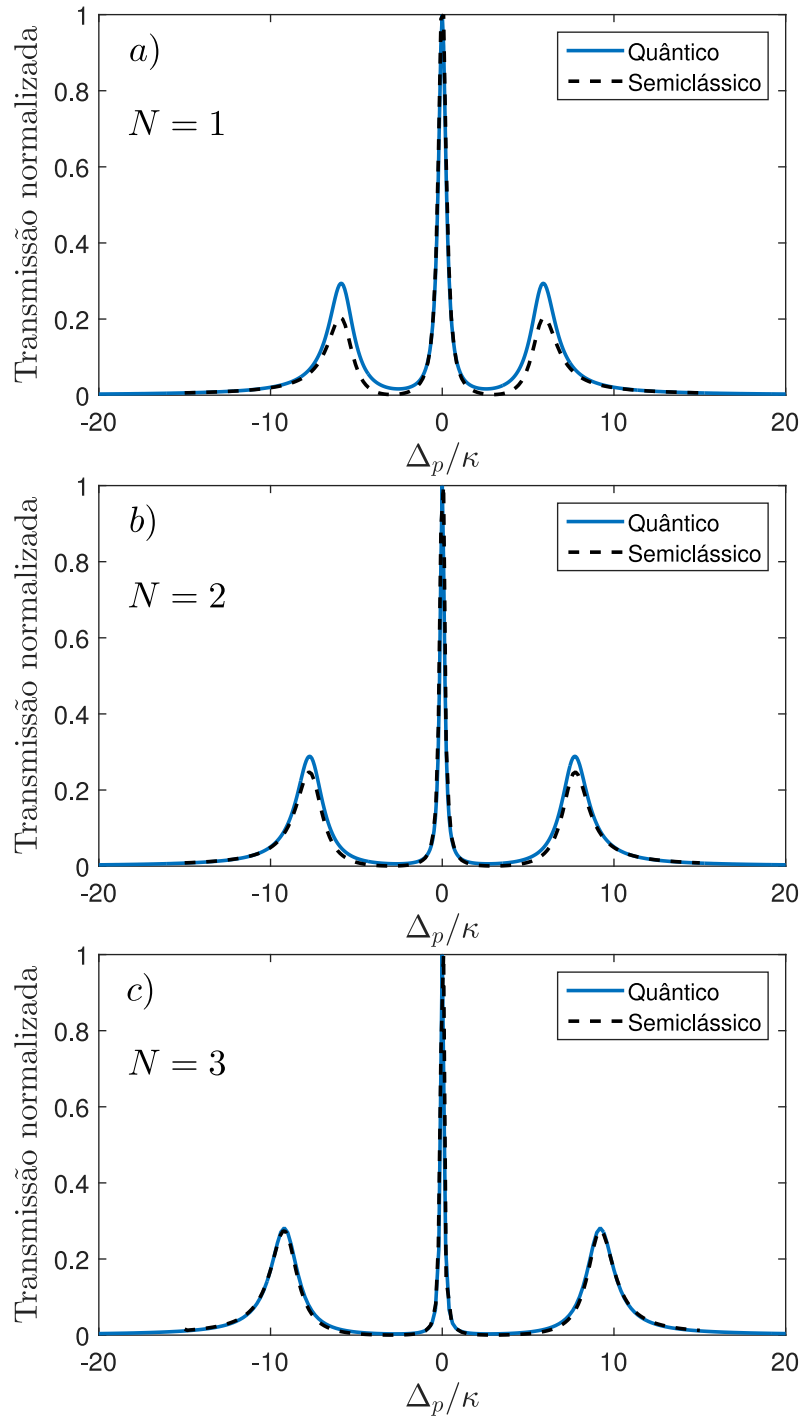 a)
N = 1
Quântico
Semiclássico
Transmissão normalizada
1
0.8
0.6
0.4
0.2
0
-20 -10 0 10 20
Δp/κ
b)
N = 2
Quântico
Semiclássico
Transmissão normalizada
1
0.8
0.6
0.4
0.2
0
-20 -10 0 10 20
Δp/κ
c)
N = 3
Quântico
Semiclássico
Transmissão normalizada
1
0.8
0.6
0.4
0.2
0
-20 -10 0 10 20
Δp/κ